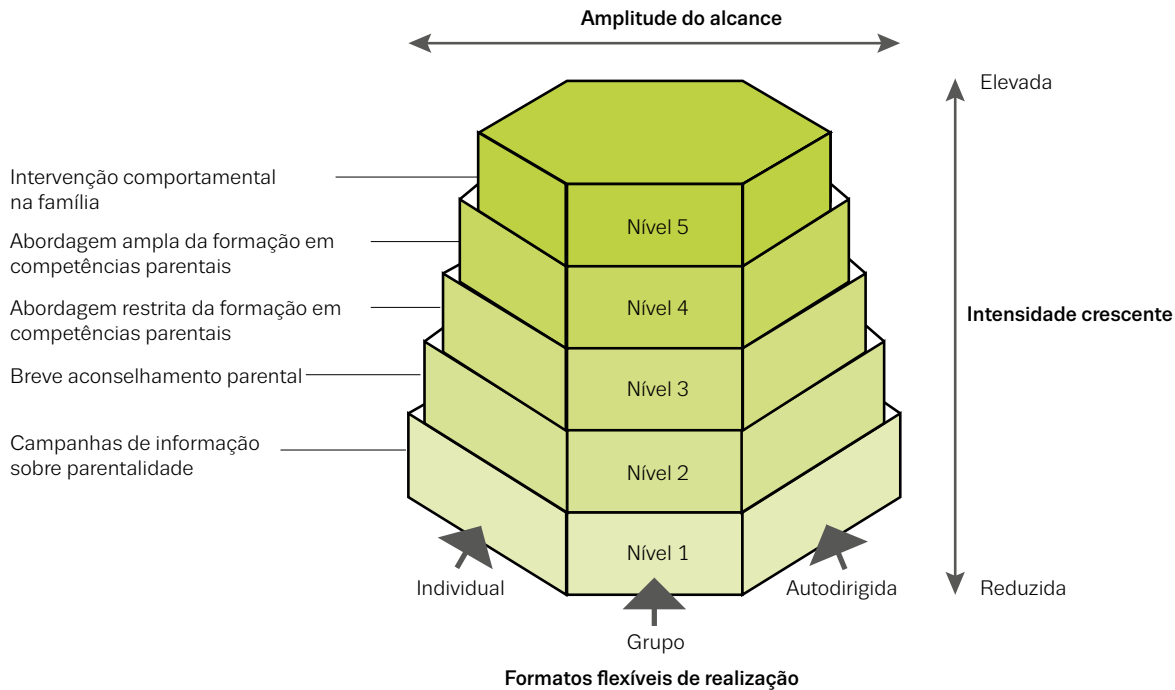 Amplitude do alcance
Elevada
Intervenção comportamental
na família
Nível 5
Abordagem ampla da formação em
competências parentais
Nível 4
Abordagem restrita da formação em
competências parentais
Intensidade crescente
Nível 3
Breve aconselhamento parental
Nível 2
Campanhas de informação
sobre parentalidade
Nível 1
Individual
Autodirigida
Reduzida
Grupo
Formatos flexíveis de realização